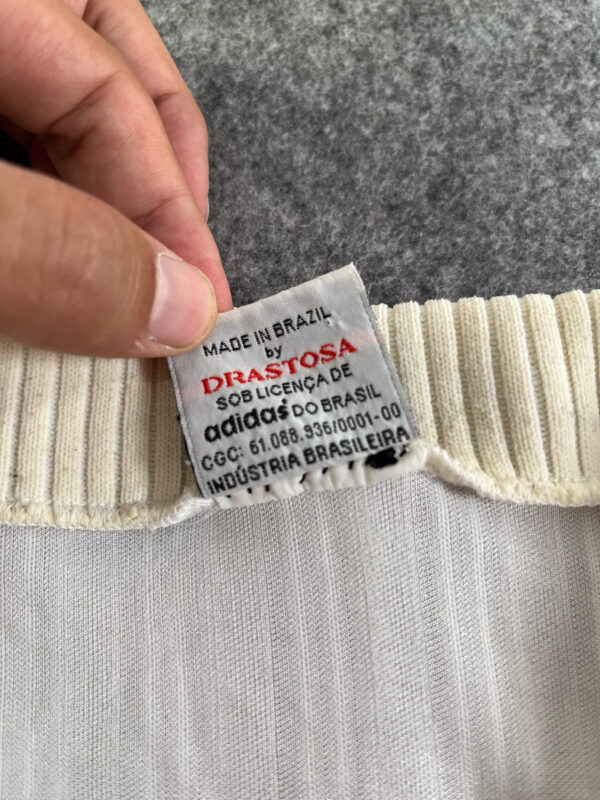 MADE IN BRAZIL
by
DRASTOSA
SOB LICENÇA DE
adidas DO BRASIL
CGC: 61.088.936/0001-00
INDÚSTRIA BRASILEIRA